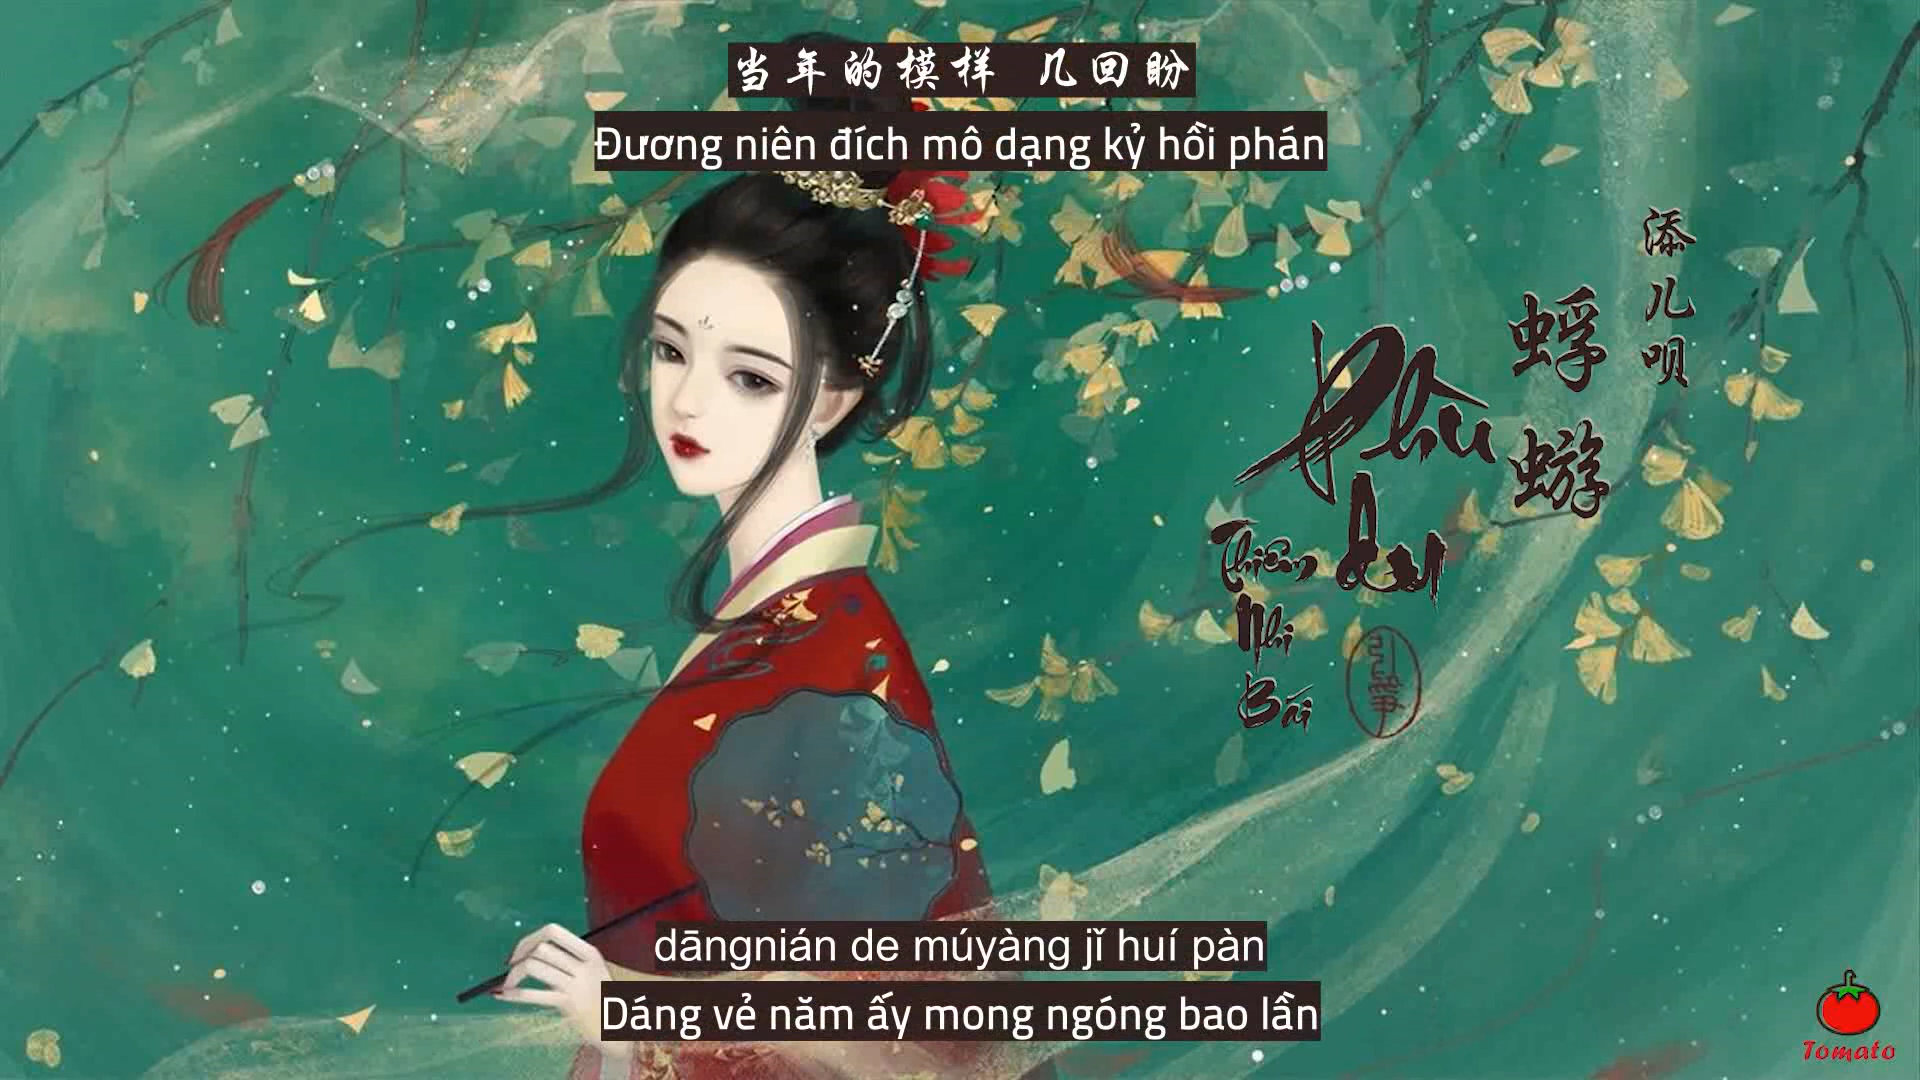 当年的模样 几回盼
Đương niên đích mô dạng kỷ hồi phán
添儿呗
蜉蝣
Phù Du
Thiêm Nhi Bái
引箏
dāngnián de múyàng jǐ huí pàn
Dáng vẻ năm ấy mong ngóng bao lần
Tomato